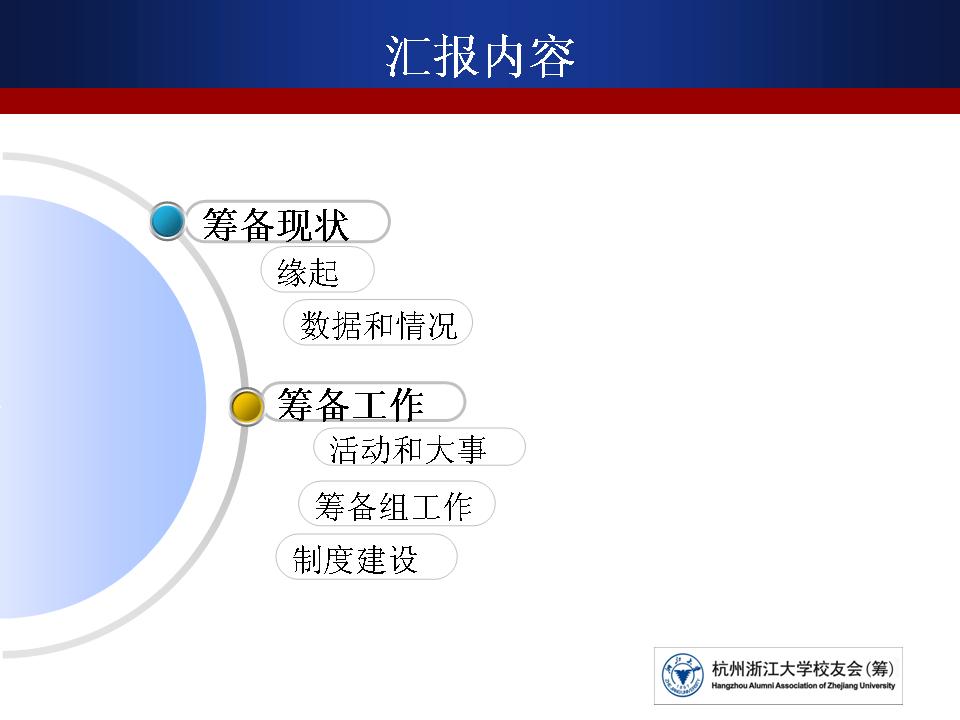 汇报内容
筹备现状
缘起
数据和情况
筹备工作
活动和大事
筹备组工作
制度建设
杭州浙江大学校友会(筹)
Hangzhou Alumni Association of Zhejiang University